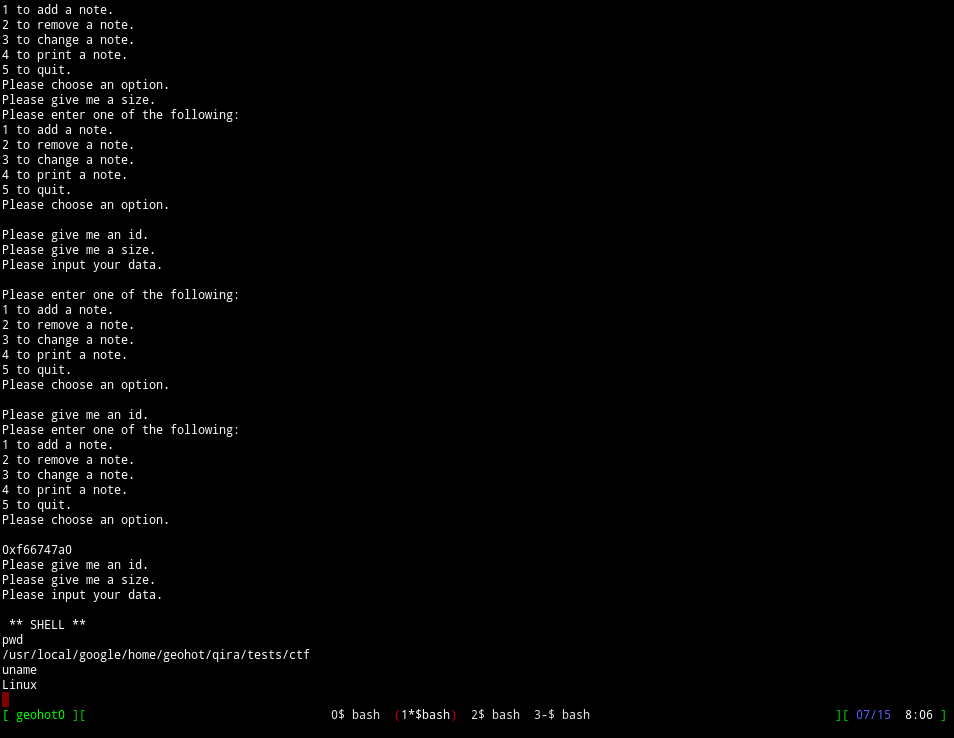 1 to add a note.
2 to remove a note.
3 to change a note.
4 to print a note.
5 to quit.
Please choose an option.
Please give me a size.
Please enter one of the following:
1 to add a note.
2 to remove a note.
3 to change a note.
4 to print a note.
5 to quit.
Please choose an option.
Please give me an id.
Please give me a size.
Please input your data.
Please enter one of the following:
1 to add a note.
2 to remove a note.
3 to change a note.
4 to print a note.
5 to quit.
Please choose an option.
Please give me an id.
Please enter one of the following:
1 to add a note.
2 to remove a note.
3 to change a note.
4 to print a note.
5 to quit.
Please choose an option.
0xf66747a0
Please give me an id.
Please give me a size.
Please input your data.
** SHELL **
pwd
/usr/local/google/home/geohot/qira/tests/ctf
uname
Linux
[ geohot0 ][ 0$ bash (1*$bash) 2$ bash 3-$ bash ][ 07/15 8:06 ]